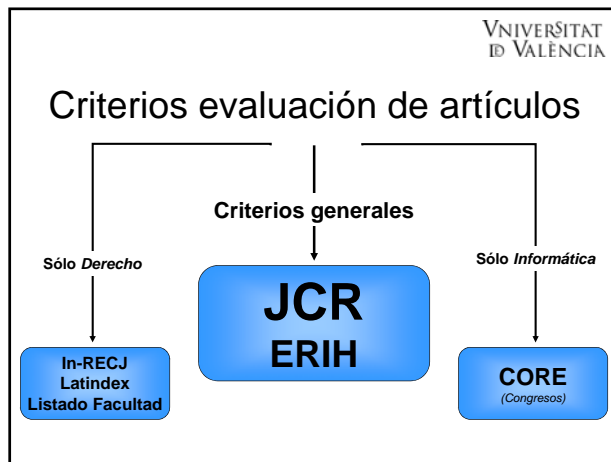 VNIVERSITAT
ID VALÈNCIA
Criterios evaluación de artículos
Criterios generales
Sólo Derecho
Sólo Informática
JCR
ERIH
In-RECJ
Latindex
Listado Facultad
CORE
(Congresos)